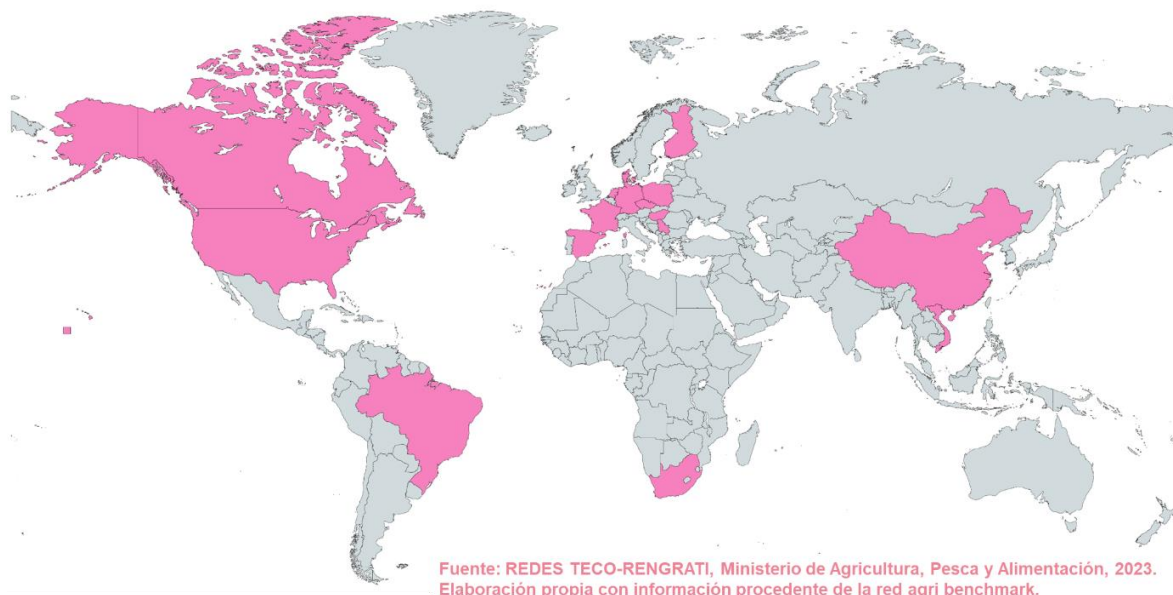 Fuente: REDES TECO-RENGRATI, Ministerio de Agricultura, Pesca y Alimentación, 2023.
Elaboración propia con información procedente de la red agri benchmark.